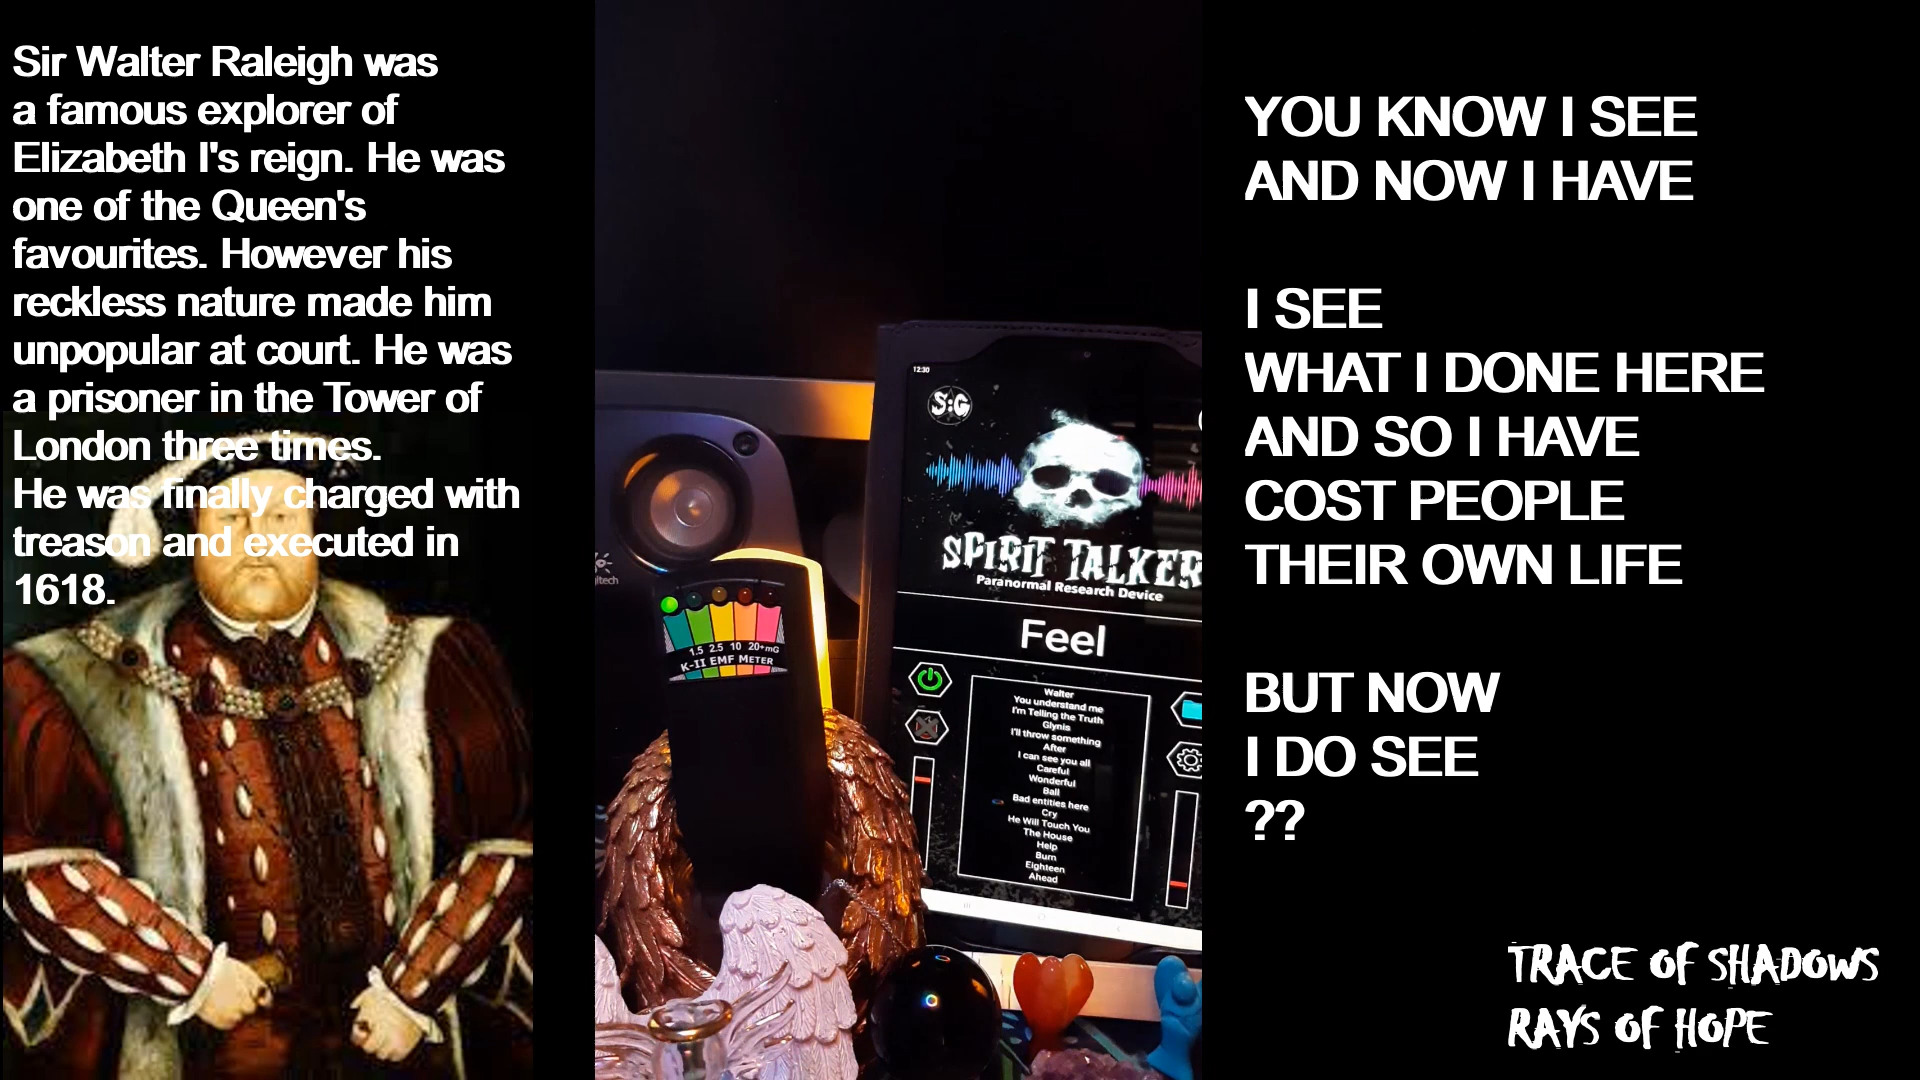 Sir Walter Raleigh was
a famous explorer of
Elizabeth I's reign. He was
one of the Queen's
favourites. However his
reckless nature made him
unpopular at court. He was
a prisoner in the Tower of
London three times.
He was finally charged with
treason and executed in
1618.
12:30
S:G
SPIRIT TALKER
Paranormal Research Device
Feel
Walter
You understand me
I'm Telling the Truth
Glynis
I'll throw something
After
I can see you all
Careful
Wonderful
Ball
Bad entities here
Cry
He Will Touch You
The House
Help
Burn
Eighteen
Ahead
1.5 2.5 10 20+mG
K-II EMF METER
YOU KNOW I SEE
AND NOW I HAVE
I SEE
WHAT I DONE HERE
AND SO I HAVE
COST PEOPLE
THEIR OWN LIFE
BUT NOW
I DO SEE
??
TRACE OF SHADOWS
RAYS OF HOPE